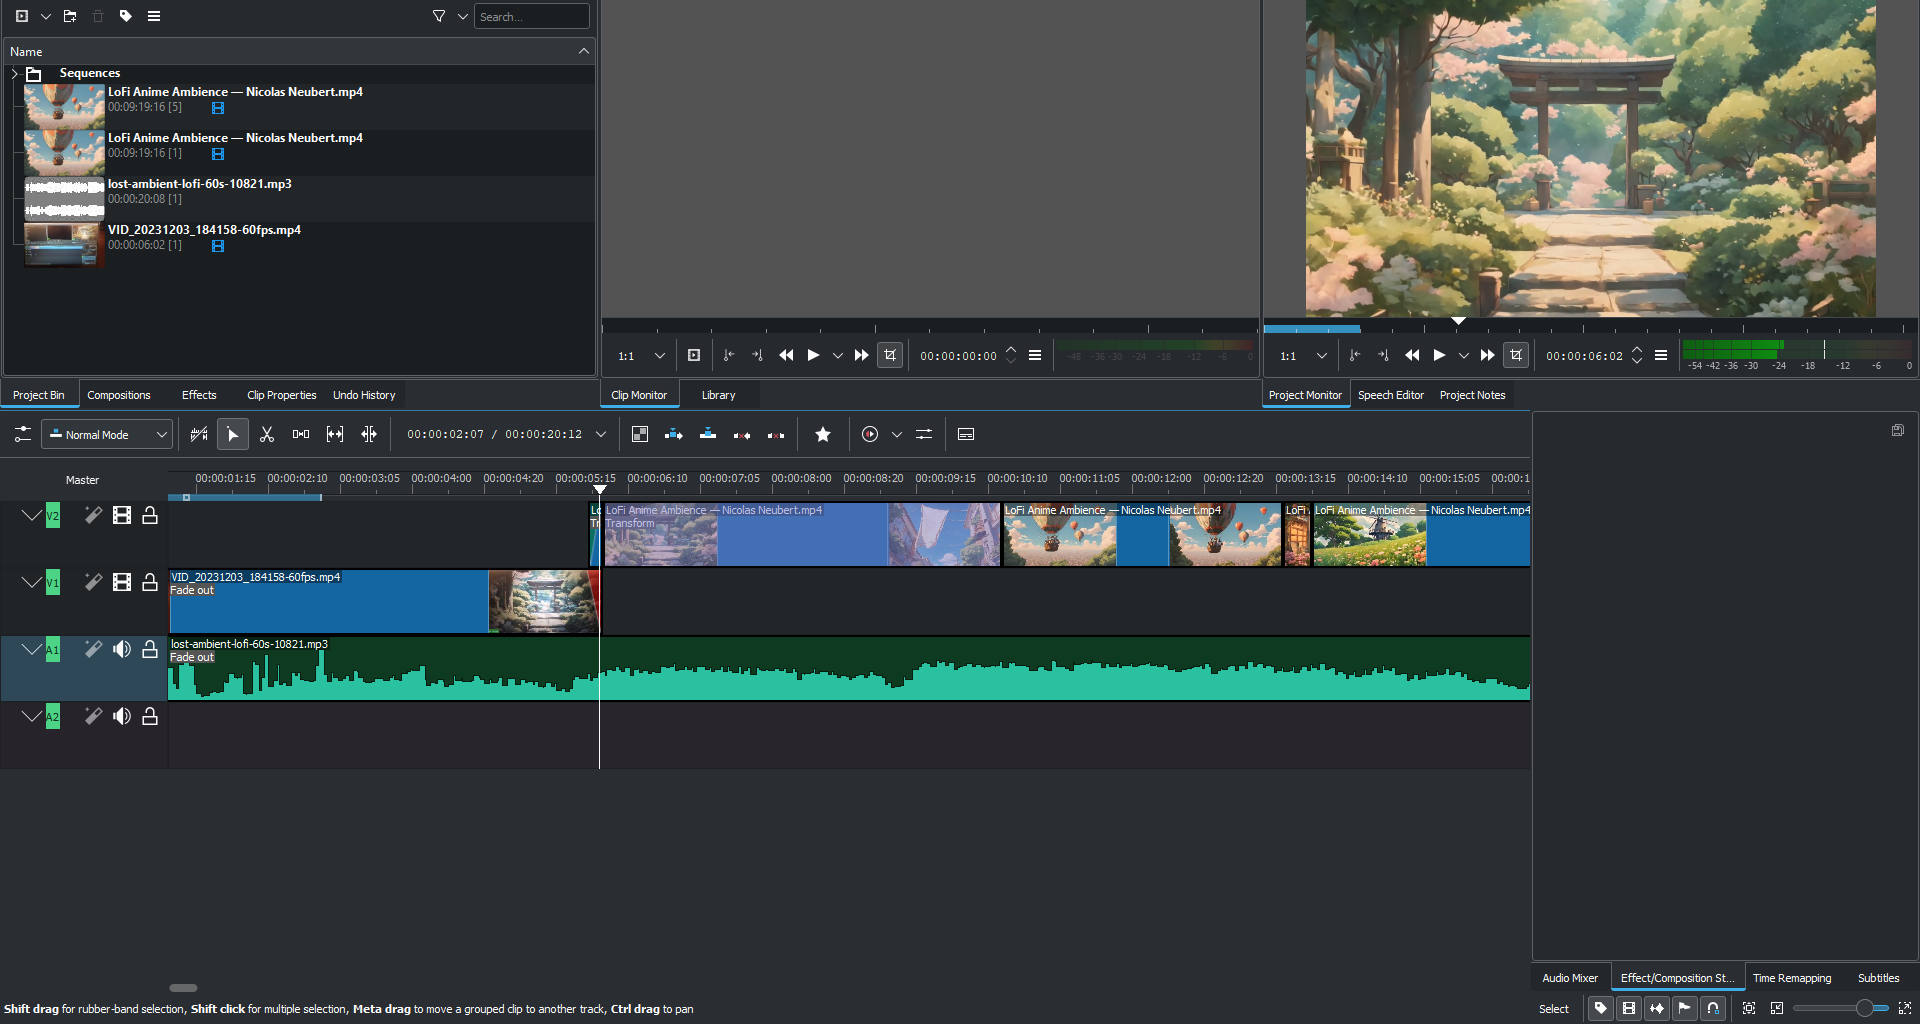 Search...
Name
Sequences
LoFi Anime Ambience — Nicolas Neubert.mp4
00:09:19:16 [5]
LoFi Anime Ambience — Nicolas Neubert.mp4
00:09:19:16 [1]
lost-ambient-lofi-60s-10821.mp3
00:00:20:08 [1]
VID_20231203_184158-60fps.mp4
00:00:06:02 [1]
1:1
00:00:00:00
-48 -36 -30 -24 -18 -12 -6 0
1:1
00:00:06:02
-54 -42 -36 -30 -24 -18 -12 -6 0
Project Bin
Compositions
Effects
Clip Properties
Undo History
Clip Monitor
Library
Project Monitor
Speech Editor
Project Notes
Normal Mode
00:00:02:07 / 00:00:20:12
Master
00:00:01:15 00:00:02:10 00:00:03:05 00:00:04:00 00:00:04:20 00:00:05:15 00:00:06:10 00:00:07:05 00:00:08:00 00:00:08:20 00:00:09:15 00:00:10:10 00:00:11:05 00:00:12:00 00:00:12:20 00:00:13:15 00:00:14:10 00:00:15:05 00:00:1
V2
Lo
Tr
LoFi Anime Ambience — Nicolas Neubert.mp4
Transform
LoFi Anime Ambience — Nicolas Neubert.mp4
LoFi
LoFi Anime Ambience — Nicolas Neubert.mp4
V1
VID_20231203_184158-60fps.mp4
Fade out
A1
lost-ambient-lofi-60s-10821.mp3
Fade out
A2
Audio Mixer
Effect/Composition St...
Time Remapping
Subtitles
Shift drag for rubber-band selection, Shift click for multiple selection, Meta drag to move a grouped clip to another track, Ctrl drag to pan
Select